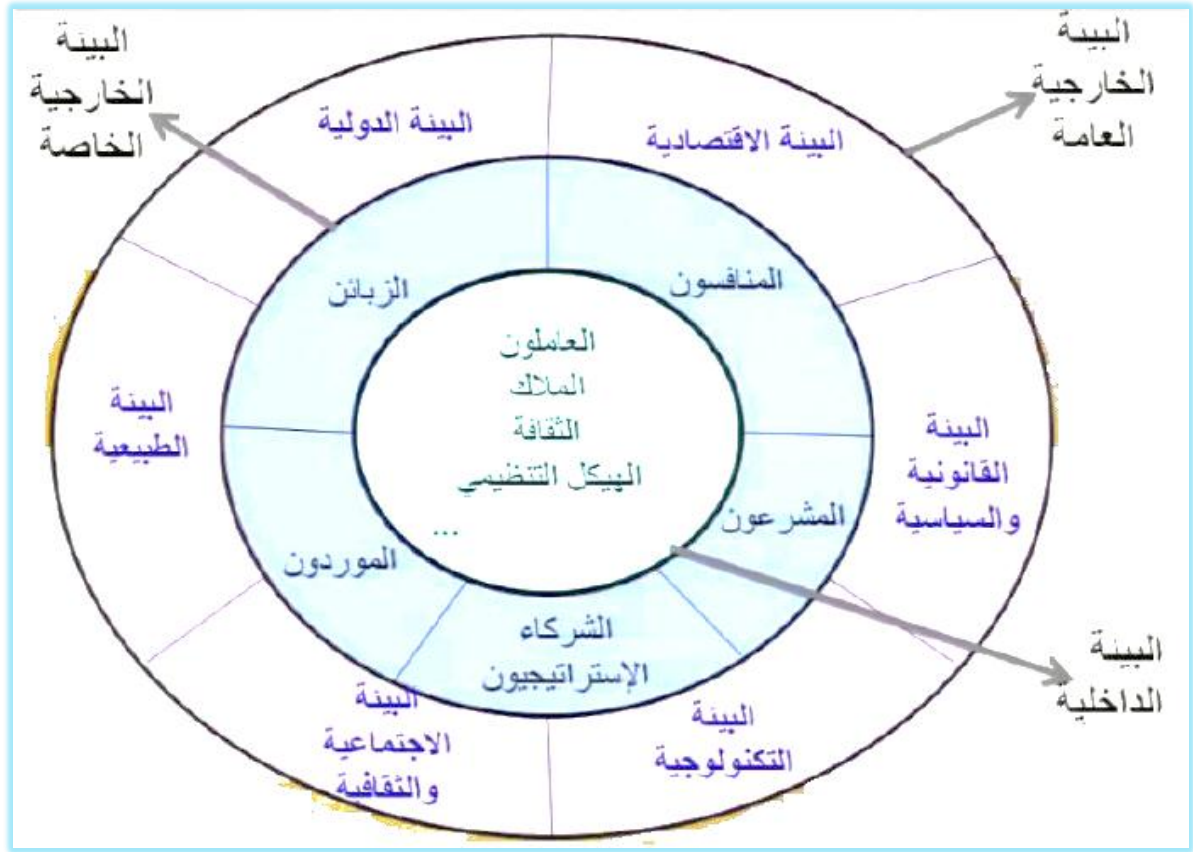 البيئة
الخارجية
العامة
البيئة
الخارجية
الخاصة
البيئة الاقتصادية
البيئة الدولية
المنافسون
الزبائن
العاملون
الملاك
الثقافة
الهيكل التنظيمي
...
البيئة
القانونية
والسياسية
البيئة
الطبيعية
المشرعون
الموردون
الشركاء
الإستراتيجيون
البيئة
الداخلية
البيئة
التكنولوجية
البيئة
الاجتماعية
والثقافية